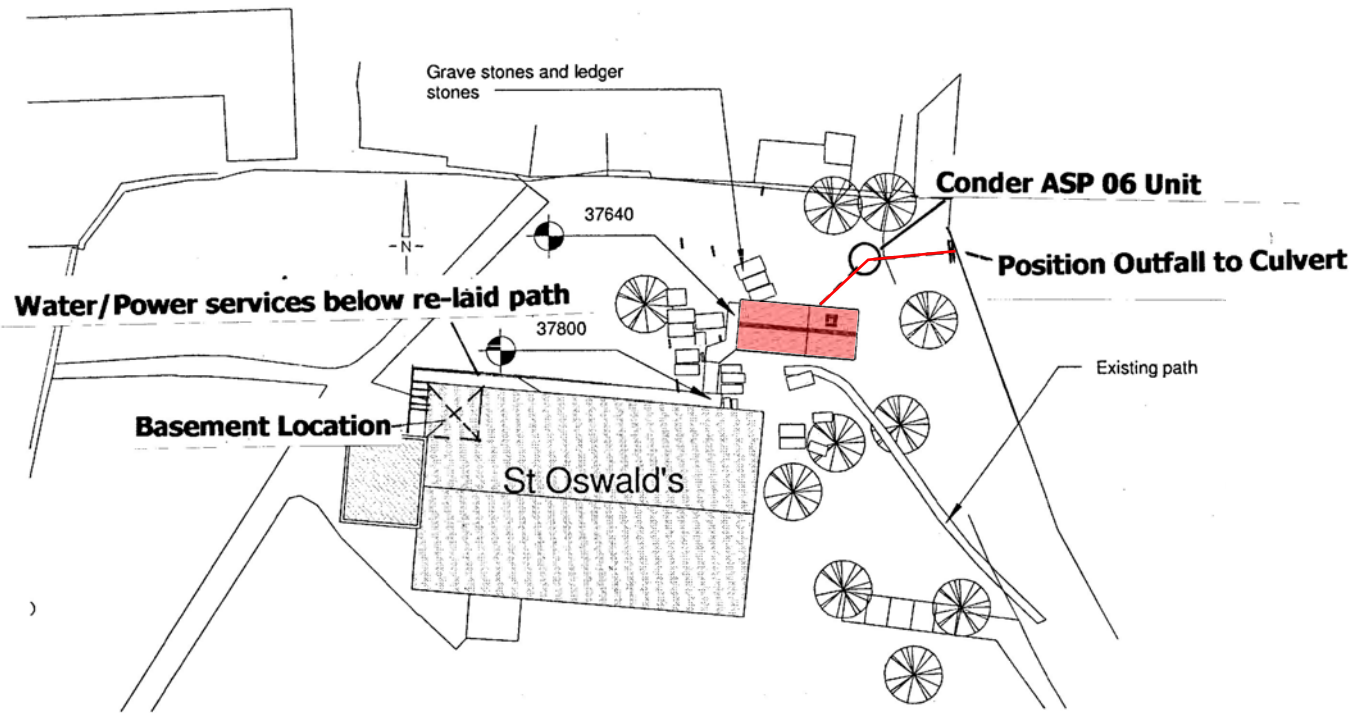 Grave stones and ledger
stones
Conder ASP 06 Unit
37640
-N-
Position Outfall to Culvert
Water/Power services below re-laid path
37800
Existing path
Basement Location
St Oswald's
)